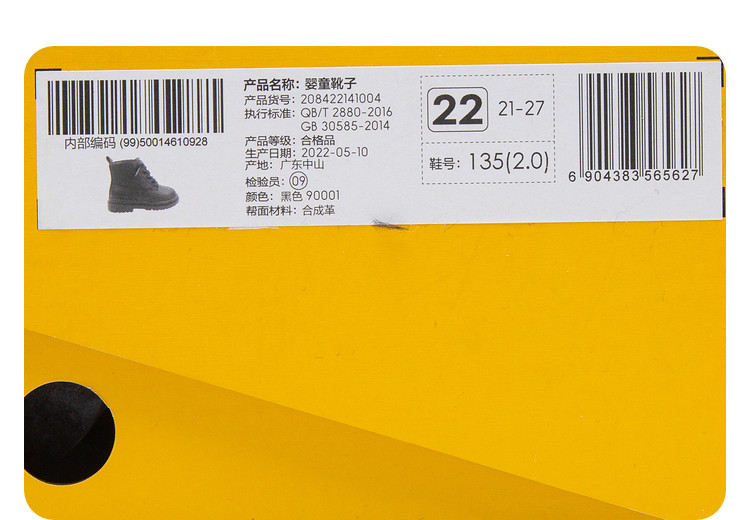 内部编码 (99)50014610928
产品名称：婴童靴子
产品货号：208422141004
执行标准：QB/T 2880-2016
GB 30585-2014
产品等级：合格品
生产日期：2022-05-10
产地：广东中山
检验员：09
颜色：黑色 90001
帮面材料：合成革
22 21-27
鞋号：135(2.0)
6 904383 565627